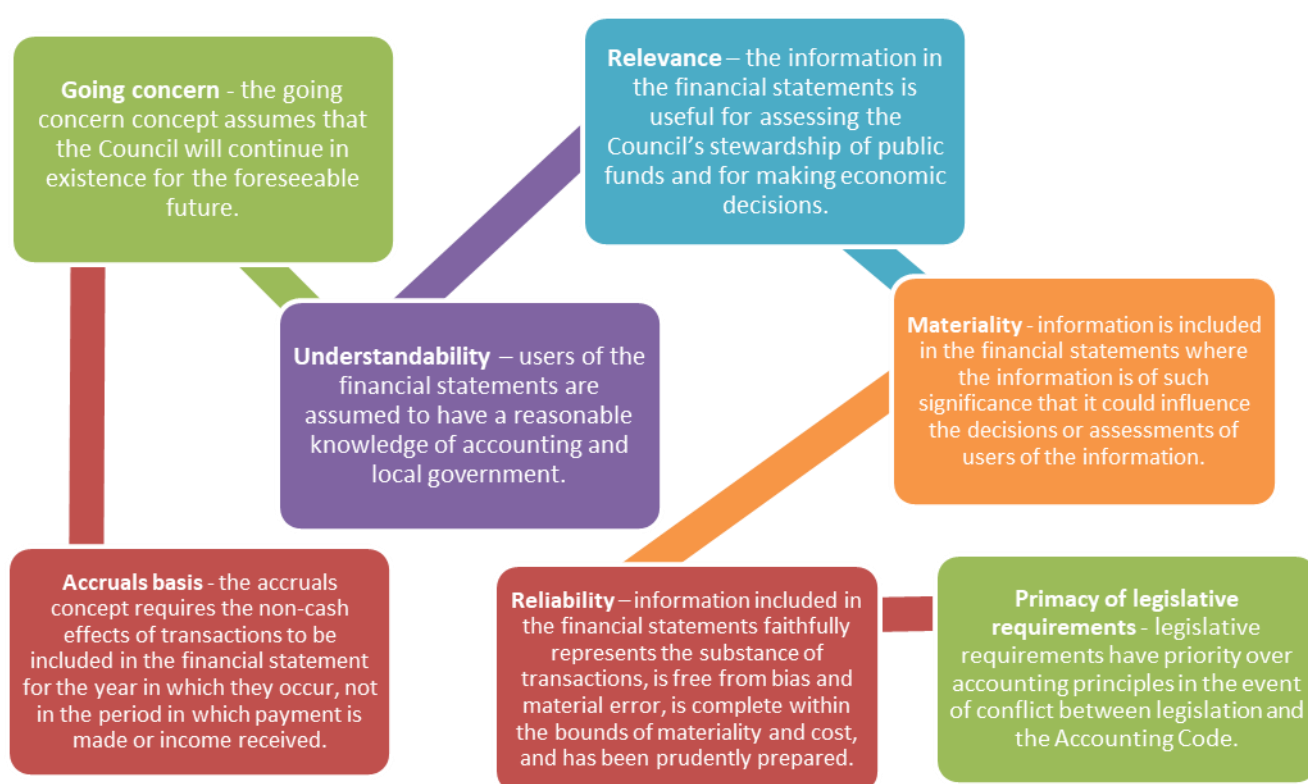 Going concern - the going
concern concept assumes that
the Council will continue in
existence for the foreseeable
future.
Relevance – the information in
the financial statements is
useful for assessing the
Council’s stewardship of public
funds and for making economic
decisions.
Understandability – users of the
financial statements are
assumed to have a reasonable
knowledge of accounting and
local government.
Materiality - information is included
in the financial statements where
the information is of such
significance that it could influence
the decisions or assessments of
users of the information.
Accruals basis - the accruals
concept requires the non-cash
effects of transactions to be
included in the financial statement
for the year in which they occur, not
in the period in which payment is
made or income received.
Reliability – information included in
the financial statements faithfully
represents the substance of
transactions, is free from bias and
material error, is complete within
the bounds of materiality and cost,
and has been prudently prepared.
Primacy of legislative
requirements - legislative
requirements have priority over
accounting principles in the event
of conflict between legislation and
the Accounting Code.